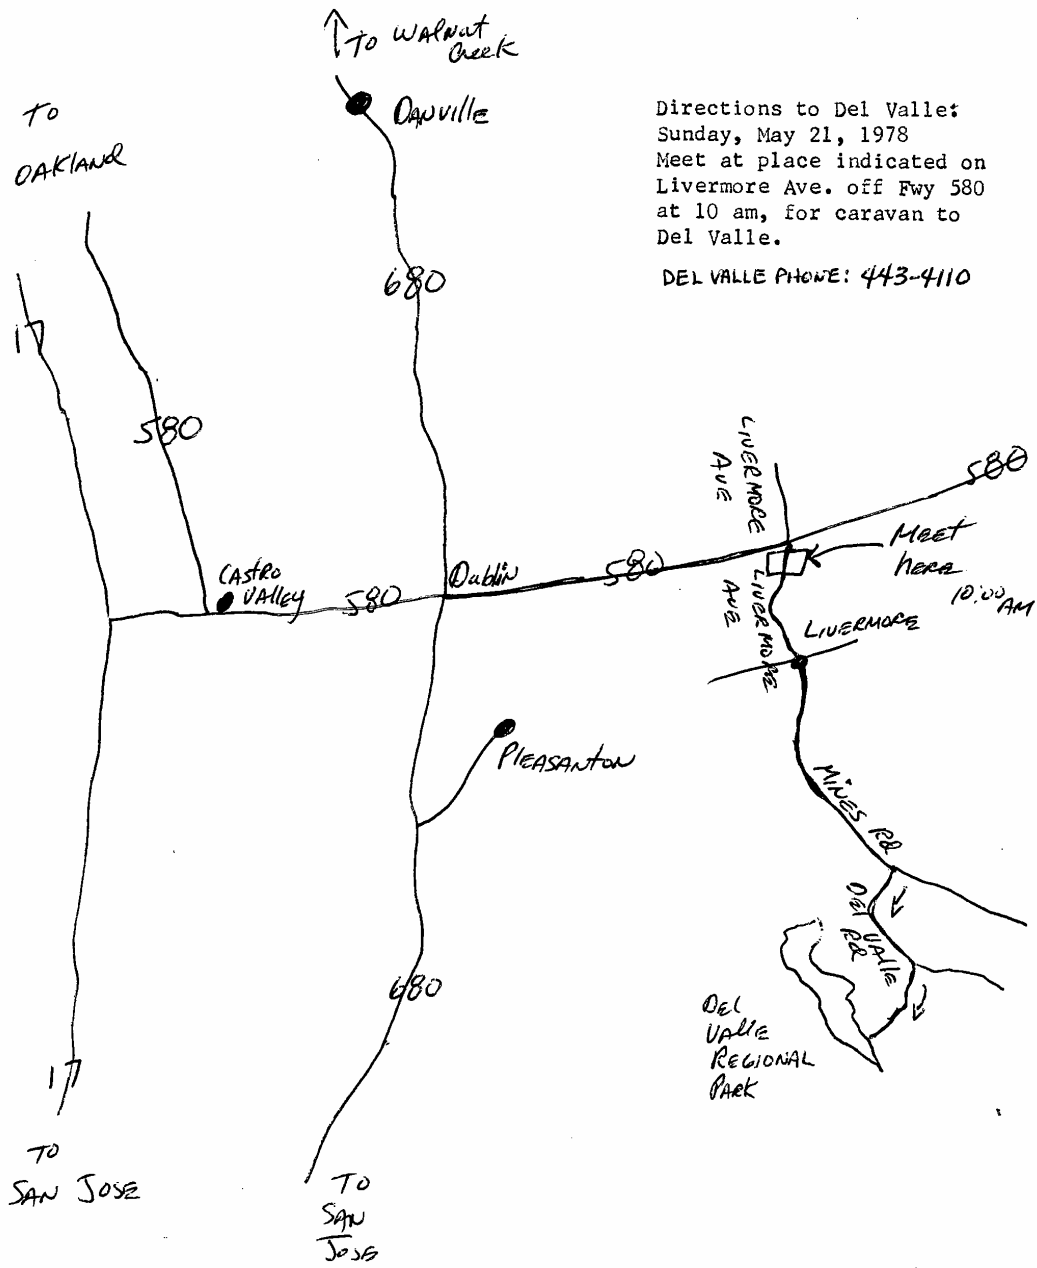 TO WALNUT
CREEK
DANVILLE
TO
OAKLAND
Directions to Del Valle:
Sunday, May 21, 1978
Meet at place indicated on
Livermore Ave. off Fwy 580
at 10 am, for caravan to
Del Valle.
DEL VALLE PHONE: 443-4110
680
17
580
LIVERMORE
AVE
580
MEET
HERE
10:00
AM
CASTRO
VALLEY
580
Dublin
580
LIVERMORE
AVE
LIVERMORE
PLEASANTON
MINES RD
DEL VALLE
RD
680
DEL
VALLE
REGIONAL
PARK
17
TO
SAN JOSE
TO
SAN
JOSE